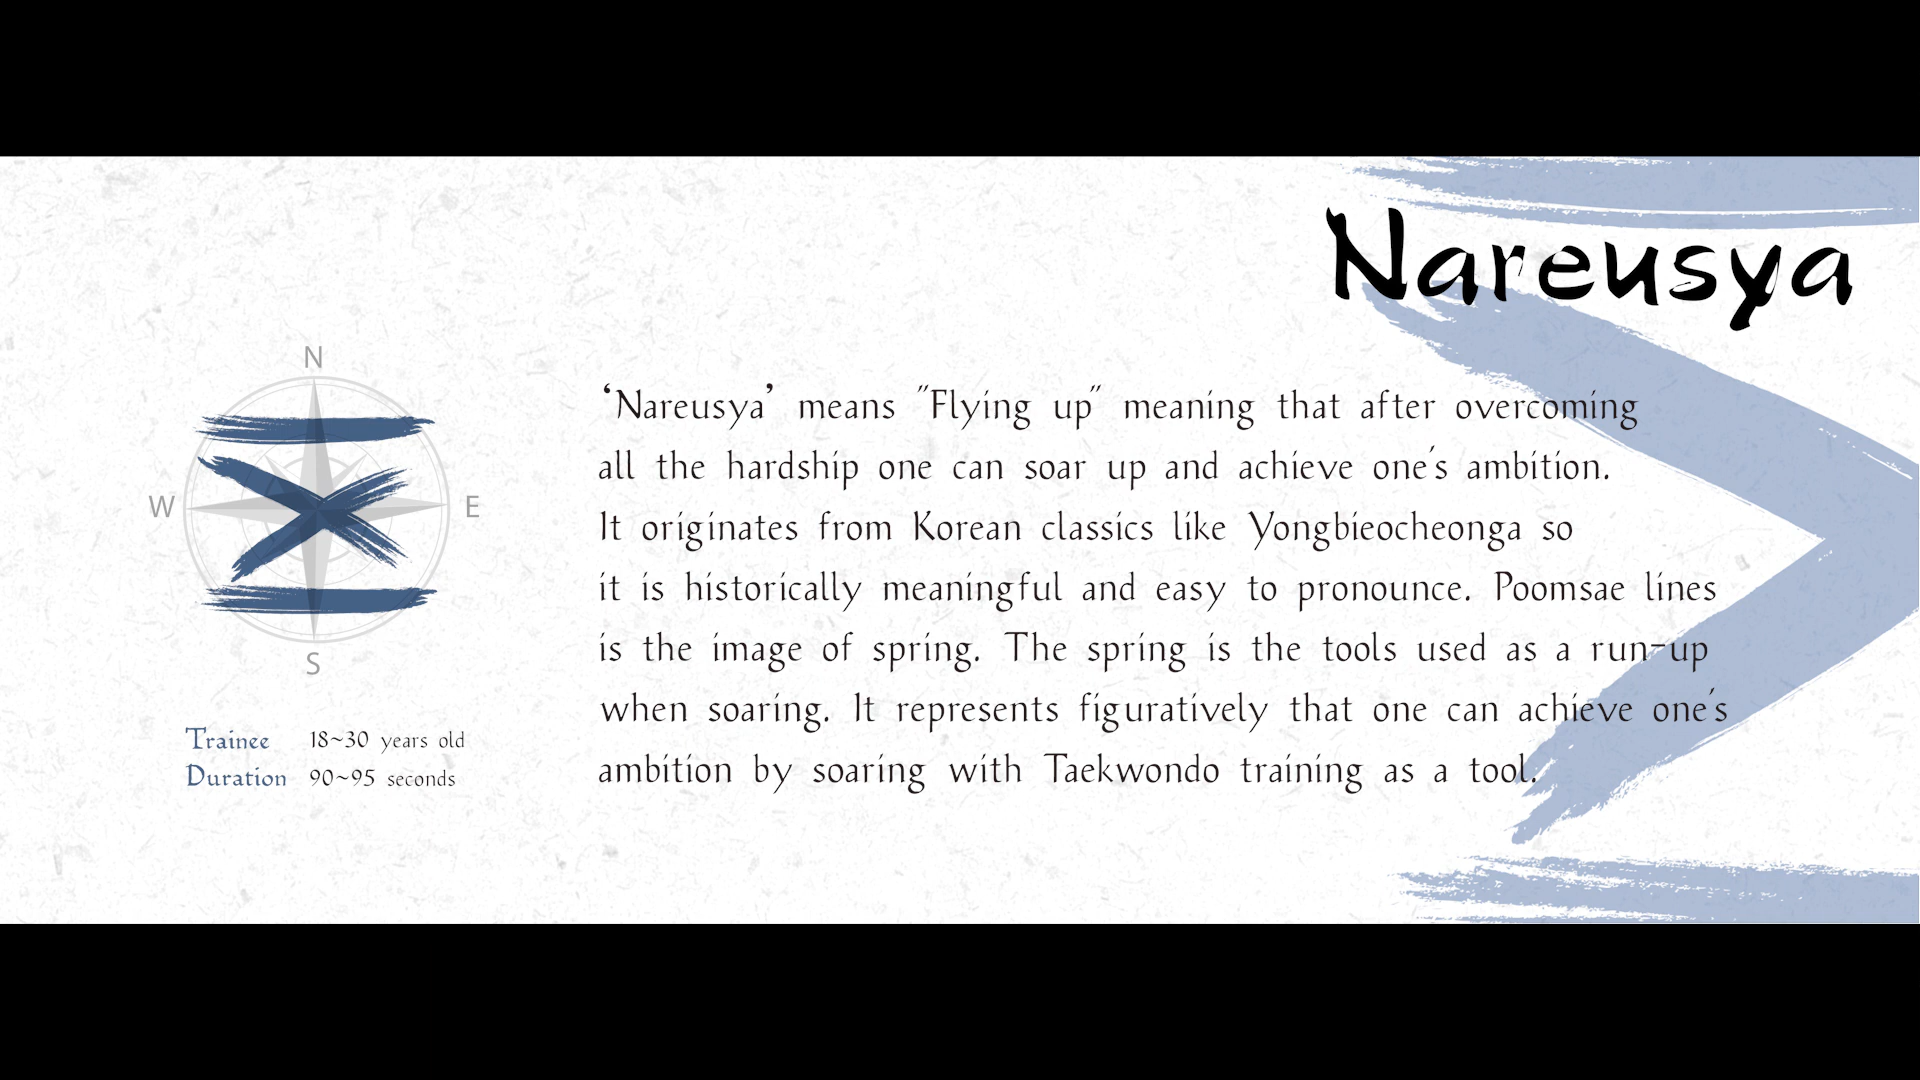 Nareusya
‘Nareusya’ means "Flying up" meaning that after overcoming
all the hardship one can soar up and achieve one's ambition.
It originates from Korean classics like Yongbieocheonga so
it is historically meaningful and easy to pronounce. Poomsae lines
is the image of spring. The spring is the tools used as a run-up
when soaring. It represents figuratively that one can achieve one's
ambition by soaring with Taekwondo training as a tool.
N
W E
S
Trainee 18~30 years old
Duration 90~95 seconds